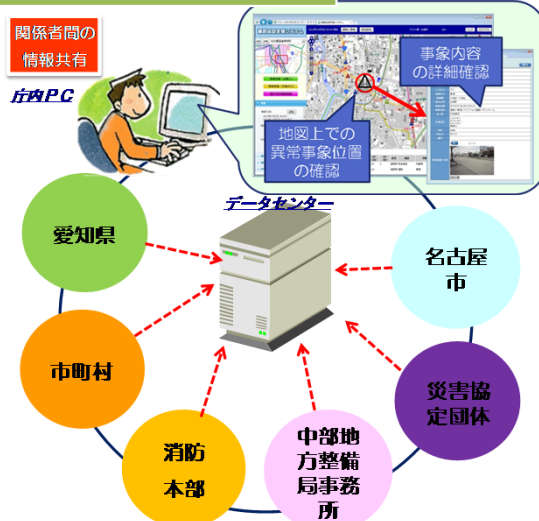 関係者間の
情報共有
庁内PC
事象内容
の詳細確認
地図上での
異常事象位置
の確認
データセンター
愛知県
名古屋
市
市町村
災害協
定団体
消防
本部
中部地
方整備
局事務
所